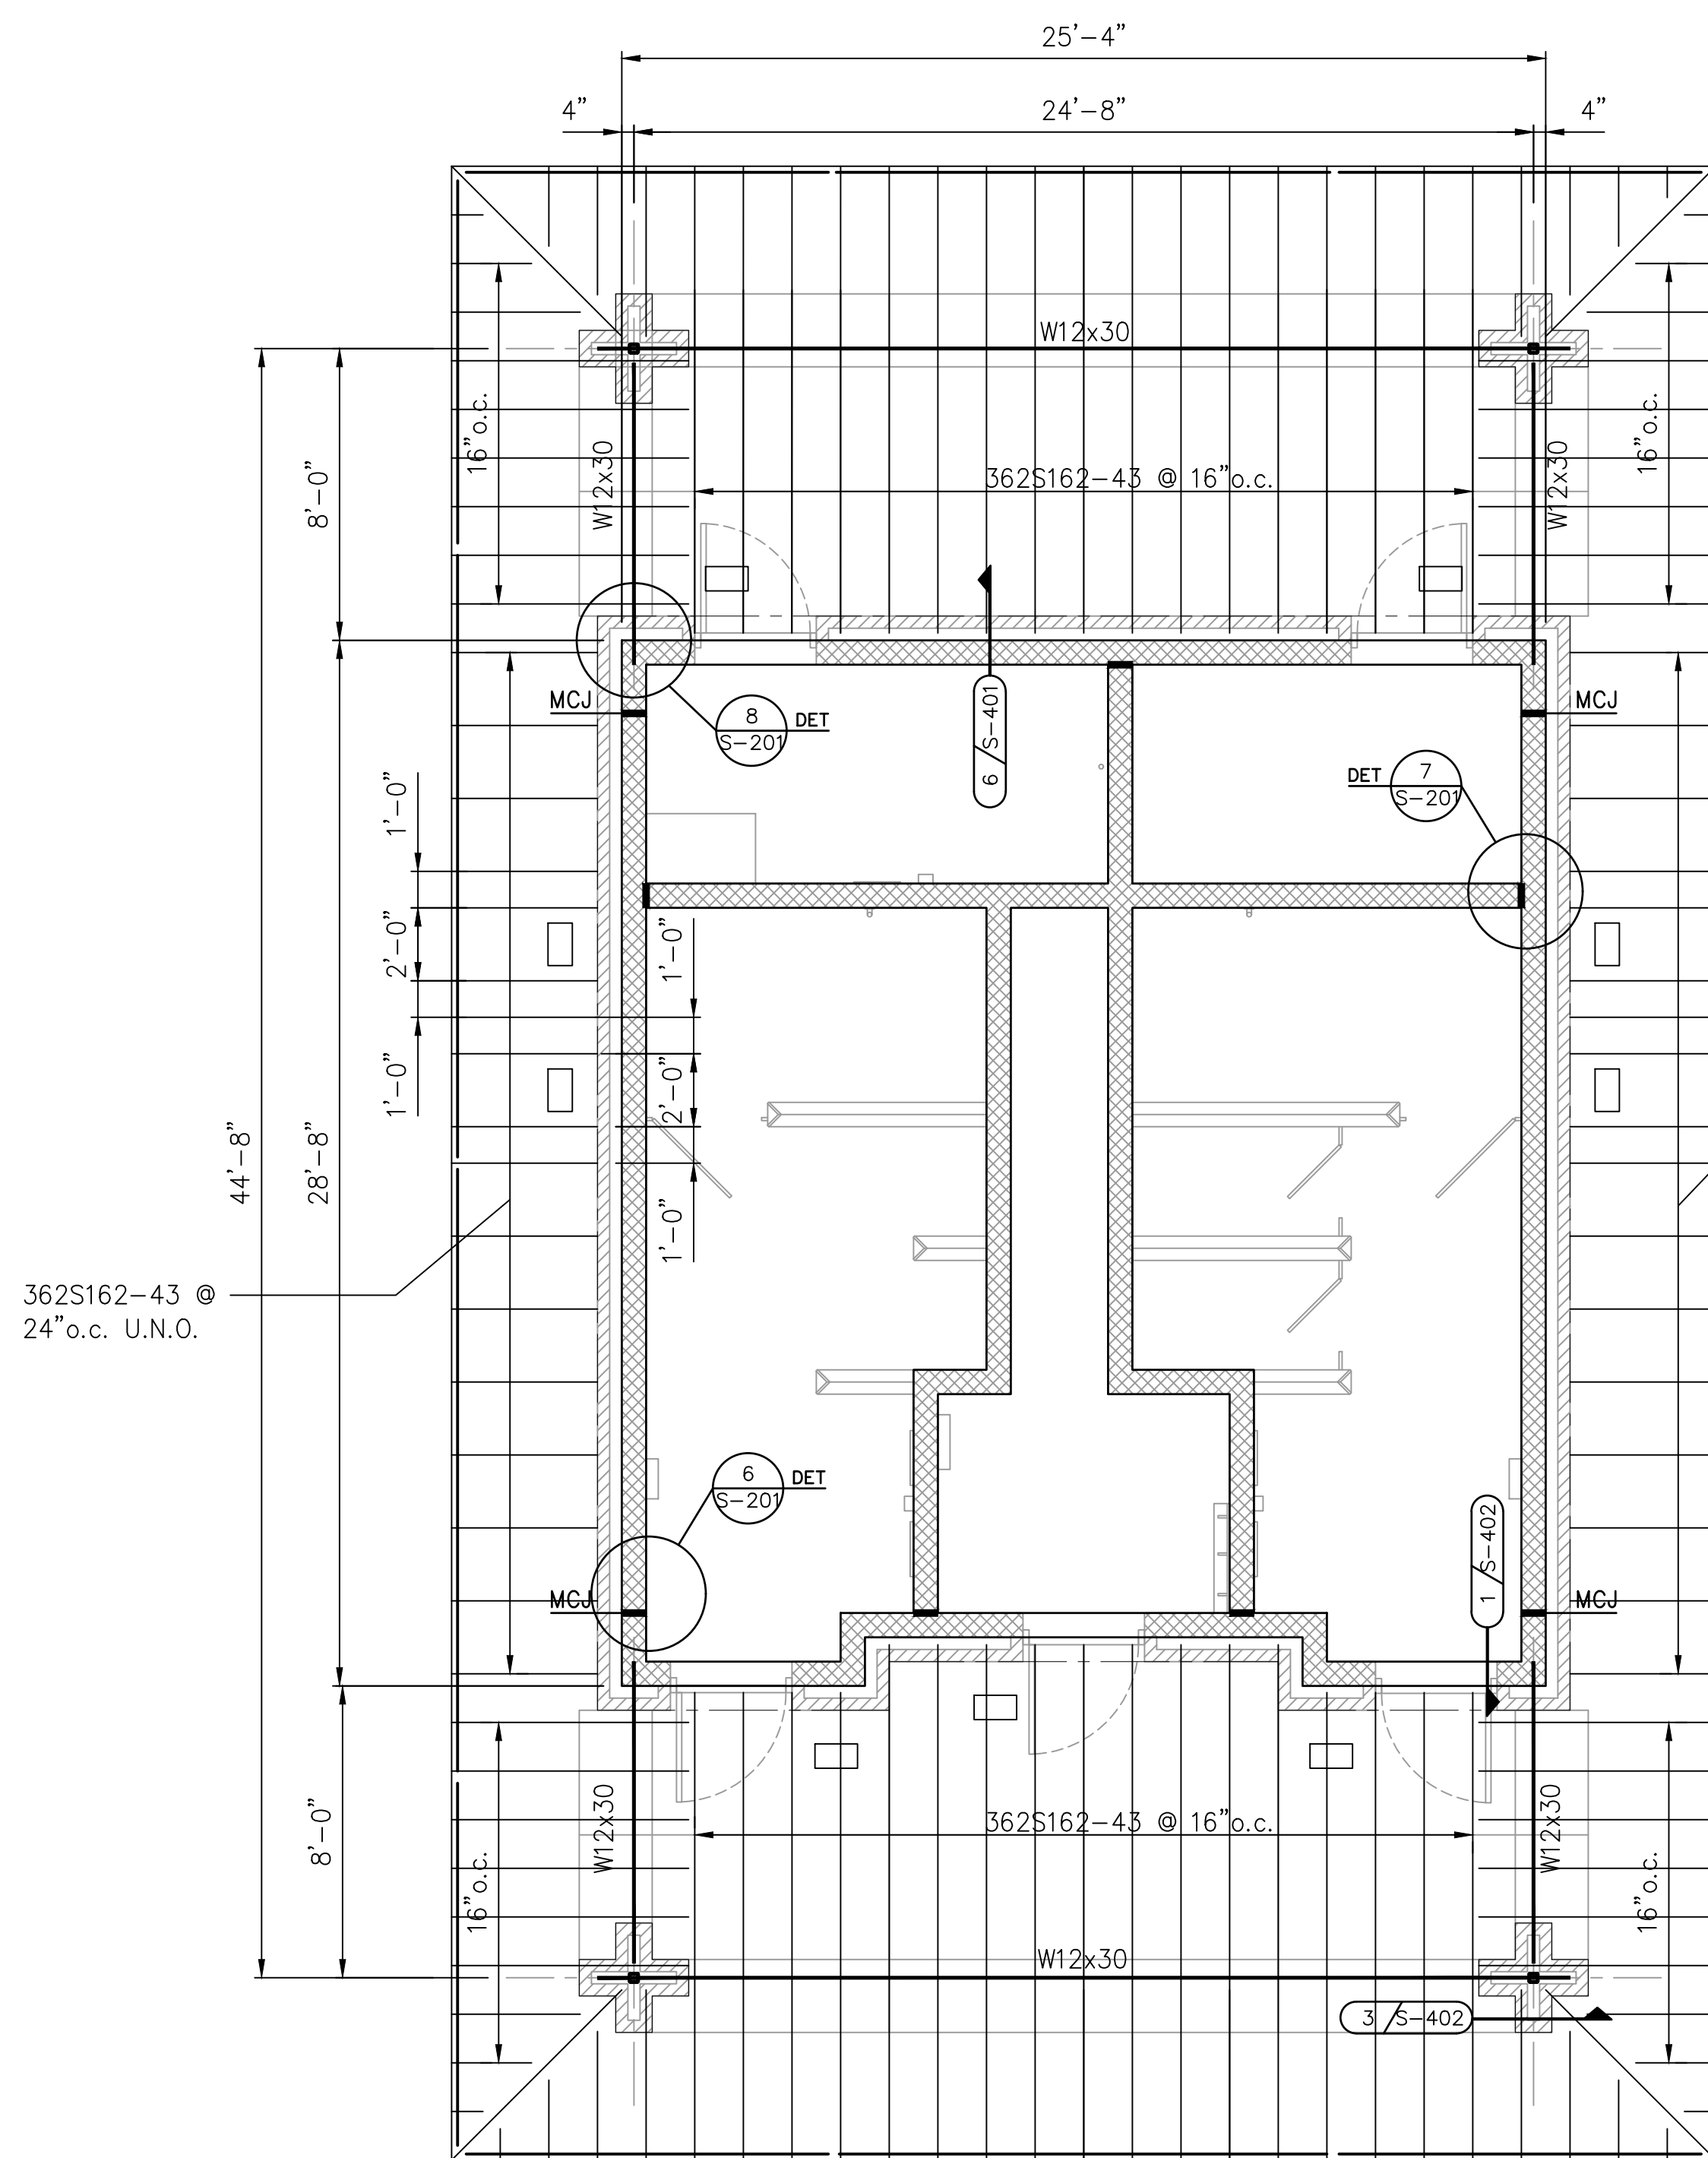 25'-4"
4"
24'-8"
4"
W12x30
16"o.c.
16"o.c.
8'-0"
W12x30
362S162-43 @ 16"o.c.
W12x30
MCJ
8
DET
S-201
6
S-401
MCJ
7
DET
S-201
1'-0"
2'-0"
1'-0"
1'-0"
2'-0"
1'-0"
44'-8"
28'-8"
362S162-43 @
24"o.c. U.N.O.
6
DET
S-201
1
S-402
MCJ
MCJ
8'-0"
W12x30
362S162-43 @ 16"o.c.
W12x30
16"o.c.
16"o.c.
W12x30
3
S-402